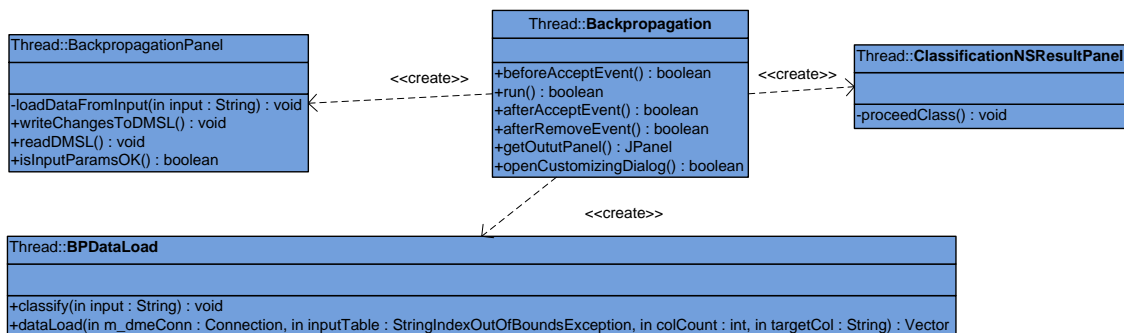 Thread::BackpropagationPanel
-loadDataFromInput(in input : String) : void
+writeChangesToDMSL() : void
+readDMSL() : void
+isInputParamsOK() : boolean
<<create>>
Thread::Backpropagation
+beforeAcceptEvent() : boolean
+run() : boolean
+afterAcceptEvent() : boolean
+afterRemoveEvent() : boolean
+getOututPanel() : JPanel
+openCustomizingDialog() : boolean
<<create>>
Thread::ClassificationNSResultPanel
-proceedClass() : void
<<create>>
Thread::BPDataLoad
+classify(in input : String) : void
+dataLoad(in m_dmeConn : Connection, in inputTable : StringIndexOutOfBoundsException, in colCount : int, in targetCol : String) : Vector